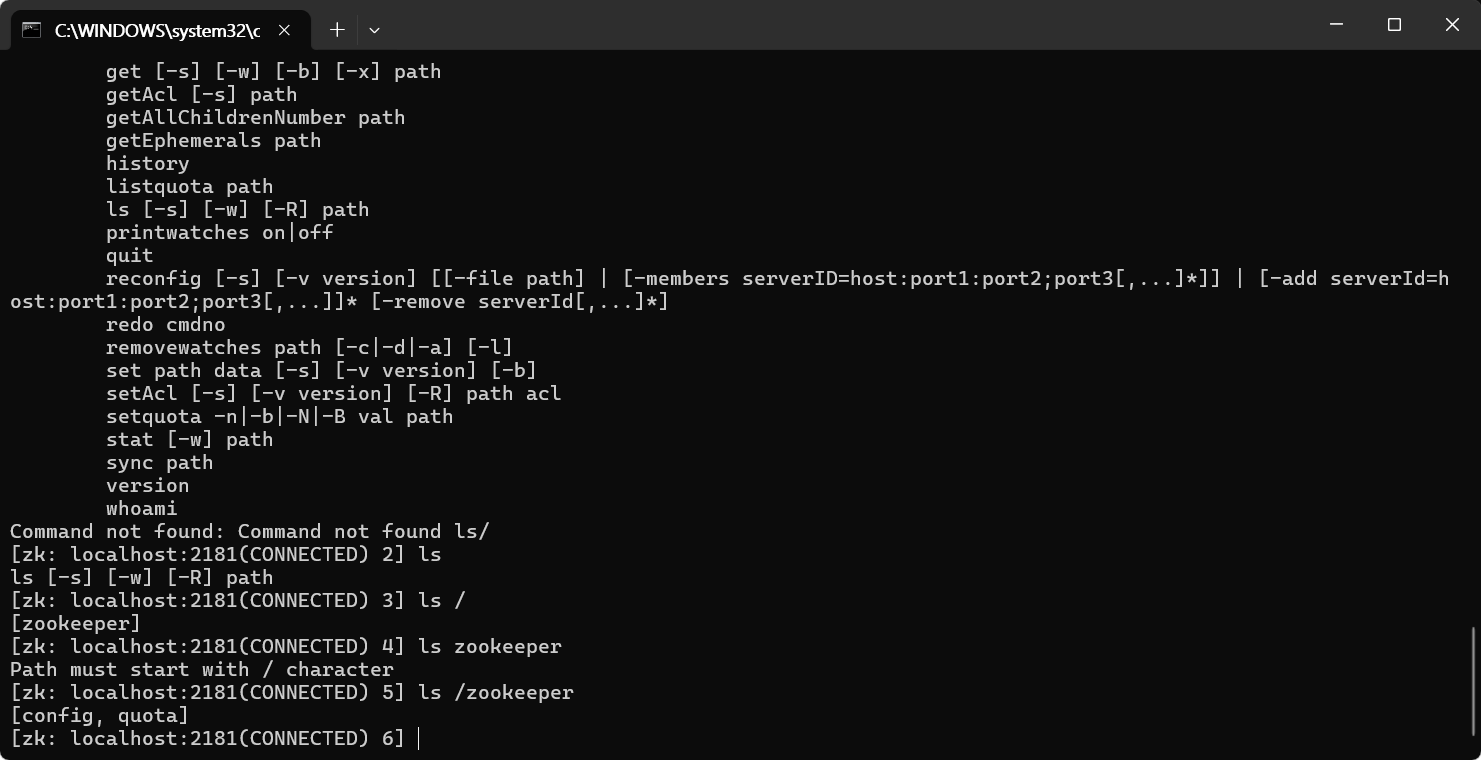 C:\WINDOWS\system32\c
get [-s] [-w] [-b] [-x] path
getAcl [-s] path
getAllChildrenNumber path
getEphemerals path
history
listquota path
ls [-s] [-w] [-R] path
printwatches on|off
quit
reconfig [-s] [-v version] [[-file path] | [-members serverID=host:port1:port2;port3[,...]*]] | [-add serverId=h
ost:port1:port2;port3[,...]]* [-remove serverId[,...]*]
redo cmdno
removewatches path [-c|-d|-a] [-l]
set path data [-s] [-v version] [-b]
setAcl [-s] [-v version] [-R] path acl
setquota -n|-b|-N|-B val path
stat [-w] path
sync path
version
whoami
Command not found: Command not found ls/
[zk: localhost:2181(CONNECTED) 2] ls
ls [-s] [-w] [-R] path
[zk: localhost:2181(CONNECTED) 3] ls /
[zookeeper]
[zk: localhost:2181(CONNECTED) 4] ls zookeeper
Path must start with / character
[zk: localhost:2181(CONNECTED) 5] ls /zookeeper
[config, quota]
[zk: localhost:2181(CONNECTED) 6]